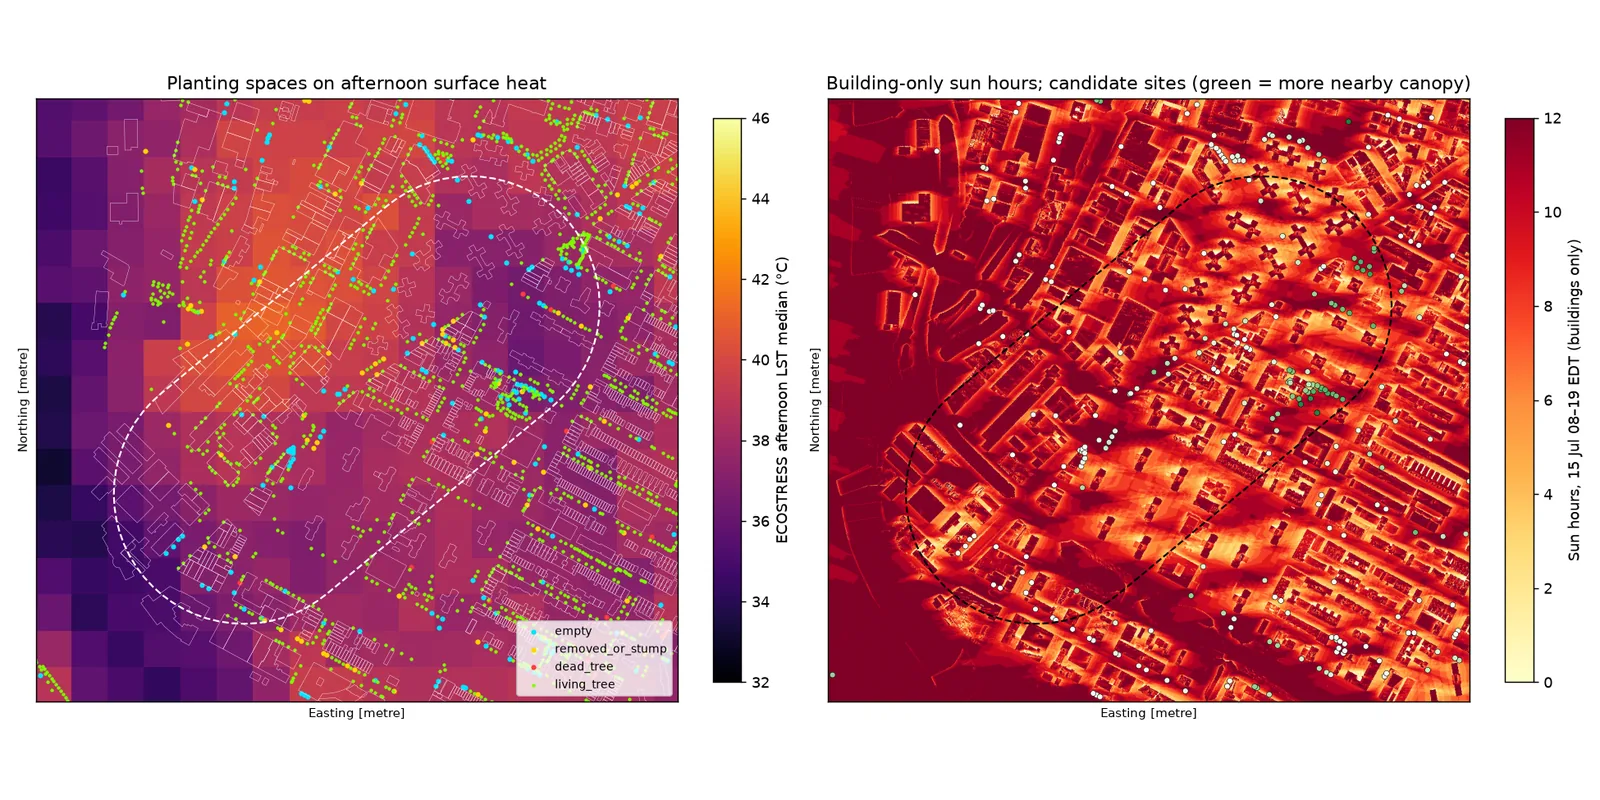 Planting spaces on afternoon surface heat
Northing [metre]
Easting [metre]
empty
removed_or_stump
dead_tree
living_tree
46
44
42
40
38
36
34
32
ECOSTRESS afternoon LST median (°C)
Building-only sun hours; candidate sites (green = more nearby canopy)
Northing [metre]
Easting [metre]
12
10
8
6
4
2
0
Sun hours, 15 Jul 08-19 EDT (buildings only)